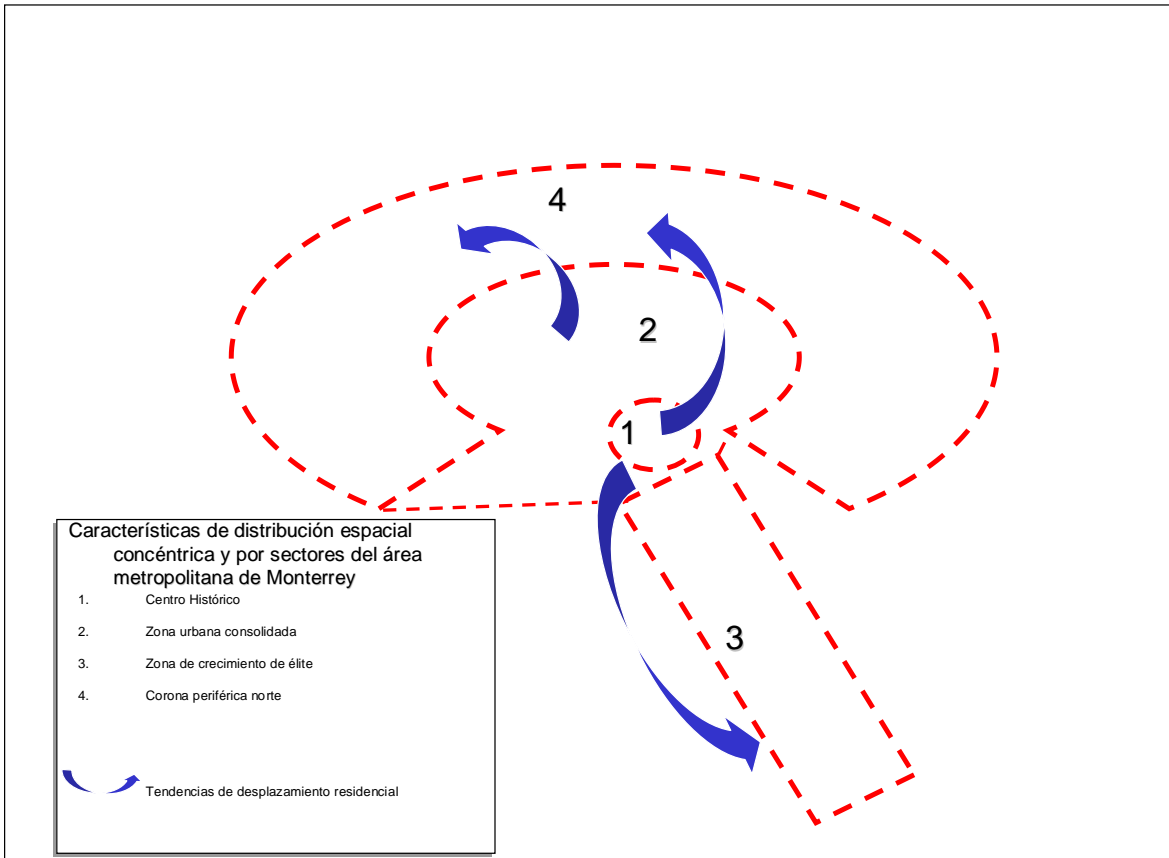 4
2
1
3
Características de distribución espacial
concéntrica y por sectores del área
metropolitana de Monterrey
1. Centro Histórico
2. Zona urbana consolidada
3. Zona de crecimiento de élite
4. Corona periférica norte
Tendencias de desplazamiento residencial